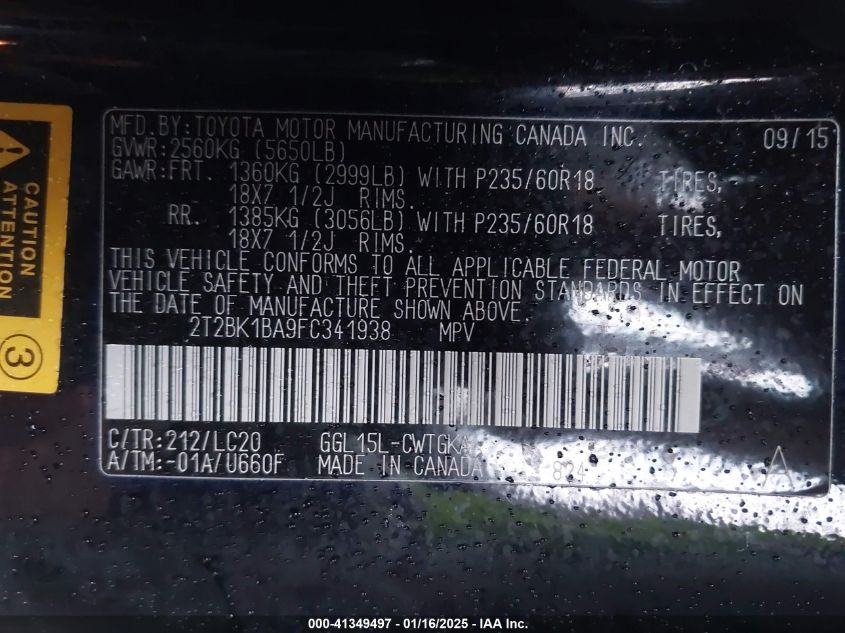 MFD.BY:TOYOTA MOTOR MANUFACTURING CANADA INC. 09/15
GVWR:2560KG (5650LB)
GAWR:FRT. 1360KG (2999LB) WITH P235/60R18 TIRES,
18X7 1/2J RIMS.
RR. 1385KG (3056LB) WITH P235/60R18 TIRES,
18X7 1/2J RIMS.
THIS VEHICLE CONFORMS TO ALL APPLICABLE FEDERAL MOTOR
VEHICLE SAFETY AND THEFT PREVENTION STANDARDS IN EFFECT ON
THE DATE OF MANUFACTURE SHOWN ABOVE.
2T2BK1BA9FC341938 MPV
C/TR:212/LC20 GGL15L-CWTGKA
A/TM:-01A/U660F MADE IN CANADA 824 A
ATTENTION
CAUTION
3
000-41349497 - 01/16/2025 - IAA Inc.